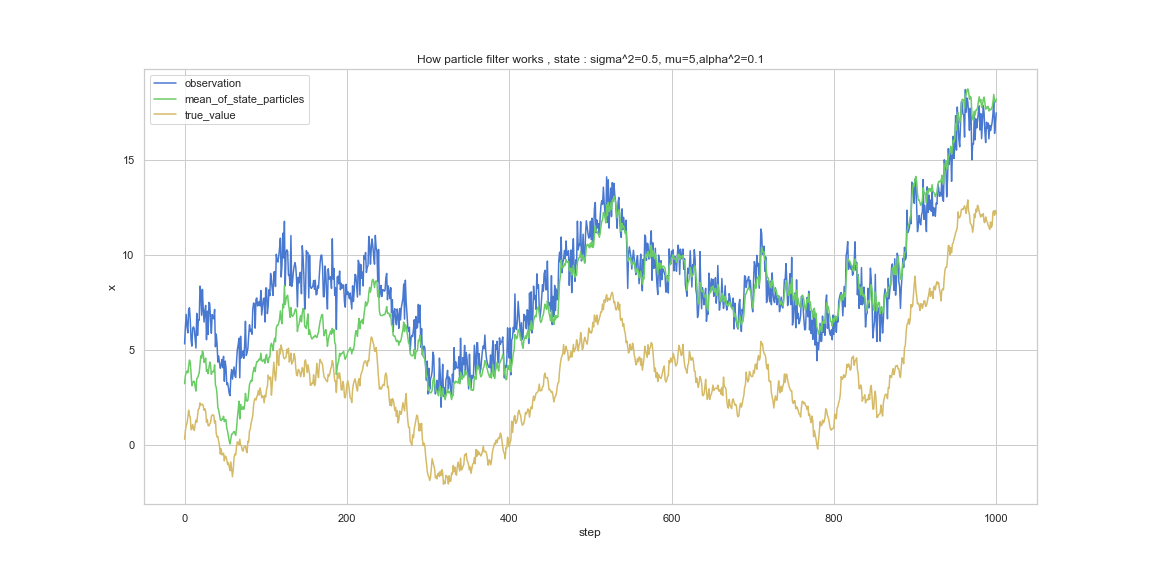 How particle filter works , state : sigma^2=0.5, mu=5,alpha^2=0.1
observation
mean_of_state_particles
true_value
15
10
5
0
x
0 200 400 600 800 1000
step